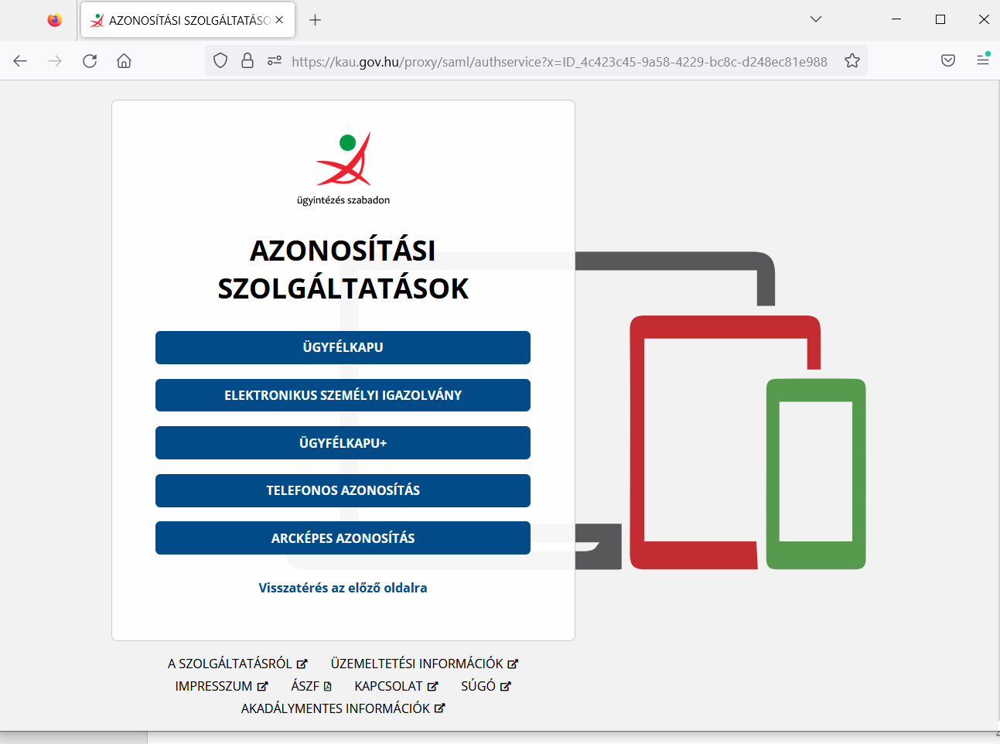 AZONOSÍTÁSI SZOLGÁLTATÁSO
https://kau.gov.hu/proxy/saml/authservice?x=ID_4c423c45-9a58-4229-bc8c-d248ec81e988
ügyintézés szabadon
AZONOSÍTÁSI
SZOLGÁLTATÁSOK
ÜGYFÉLKAPU
ELEKTRONIKUS SZEMÉLYI IGAZOLVÁNY
ÜGYFÉLKAPU+
TELEFONOS AZONOSÍTÁS
ARCKÉPES AZONOSÍTÁS
Visszatérés az előző oldalra
A SZOLGÁLTATÁSRÓL ÜZEMELTETÉSI INFORMÁCIÓK
IMPRESSZUM ÁSZF KAPCSOLAT SÚGÓ
AKADÁLYMENTES INFORMÁCIÓK